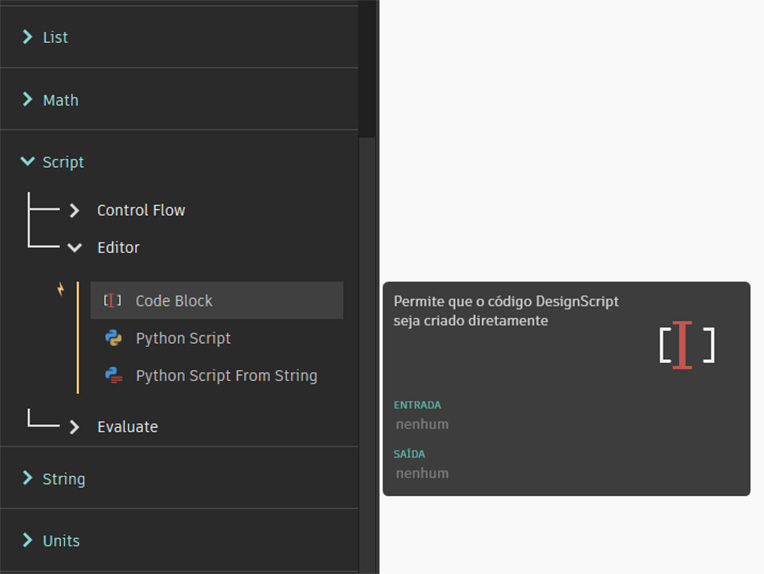 List
Math
Script
Control Flow
Editor
Code Block
Python Script
Python Script From String
Evaluate
String
Units
Permite que o código DesignScript
seja criado diretamente
ENTRADA
nenhum
SAÍDA
nenhum